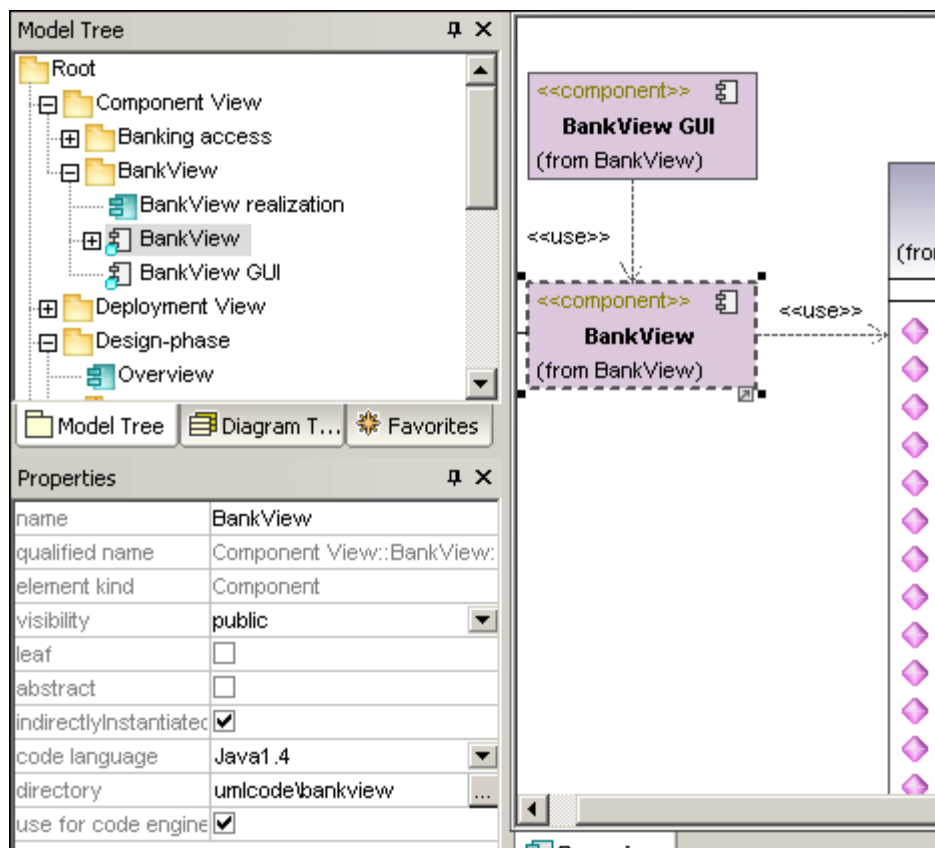 Model Tree
Root
Component View
Banking access
BankView
BankView realization
BankView
BankView GUI
Deployment View
Design-phase
Overview
Model Tree
Diagram T...
Favorites
Properties
name BankView
qualified name Component View::BankView:
element kind Component
visibility public
leaf
abstract
indirectlyInstantiated
code language Java1.4
directory umlcode\bankview ...
use for code engine
<<component>>
BankView GUI
(from BankView)
<<use>>
<<component>>
BankView
(from BankView)
<<use>>
(fro